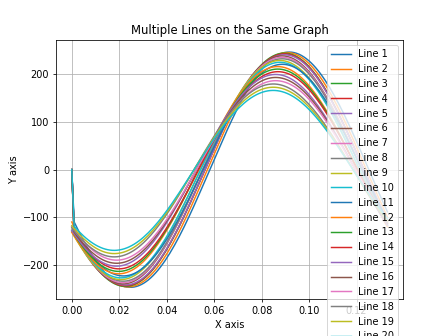 Multiple Lines on the Same Graph
Y axis
200
100
0
−100
−200
0.00
0.02
0.04
0.06
0.08
0.10
X axis
Line 1
Line 2
Line 3
Line 4
Line 5
Line 6
Line 7
Line 8
Line 9
Line 10
Line 11
Line 12
Line 13
Line 14
Line 15
Line 16
Line 17
Line 18
Line 19
Line 20